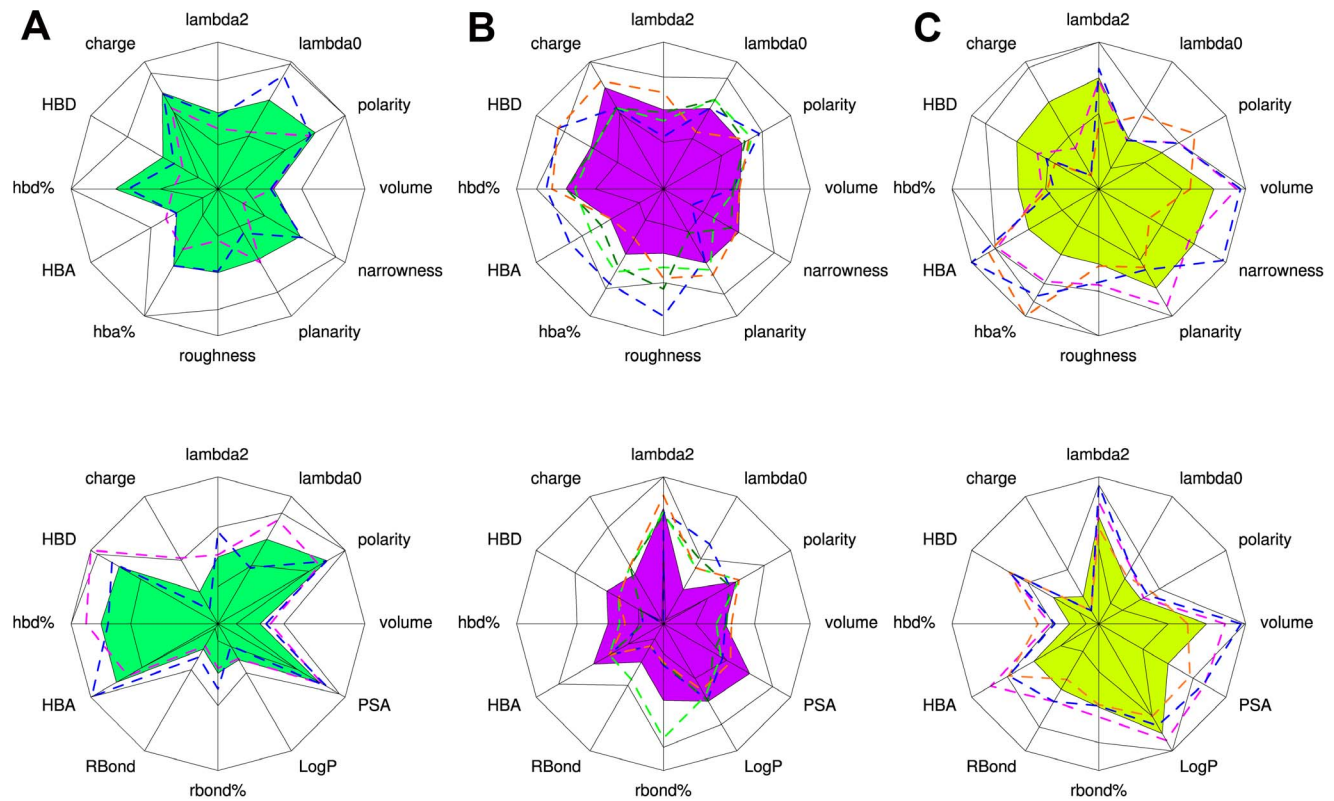 A
lambda2
charge
lambda0
HBD
polarity
hbd%
volume
HBA
narrowness
hba%
planarity
roughness
B
lambda2
charge
lambda0
HBD
polarity
hbd%
volume
HBA
narrowness
hba%
planarity
roughness
C
lambda2
charge
lambda0
HBD
polarity
hbd%
volume
HBA
narrowness
hba%
planarity
roughness
lambda2
charge
lambda0
HBD
polarity
hbd%
volume
HBA
PSA
RBond
LogP
rbond%
lambda2
charge
lambda0
HBD
polarity
hbd%
volume
HBA
PSA
RBond
LogP
rbond%
lambda2
charge
lambda0
HBD
polarity
hbd%
volume
HBA
PSA
RBond
LogP
rbond%